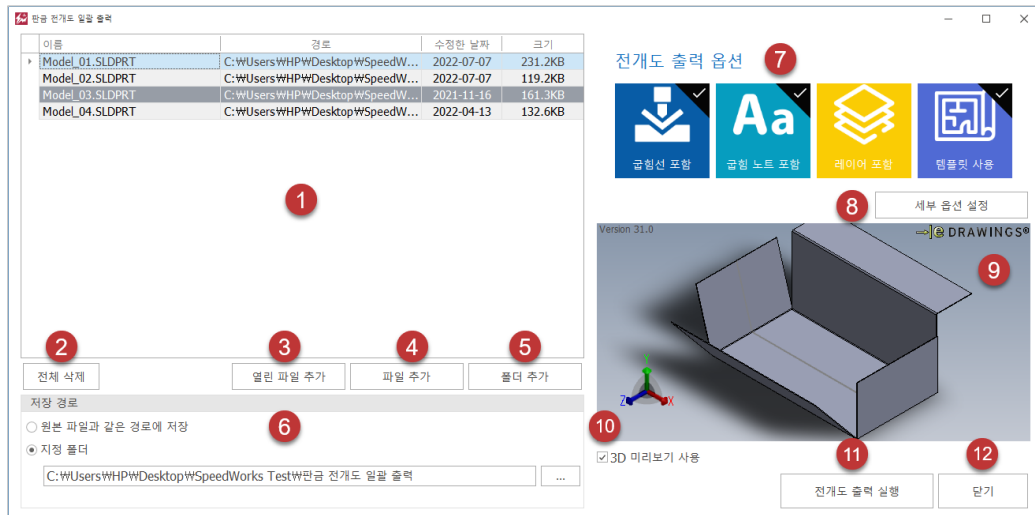 판금 전개도 일괄 출력
이름 경로 수정한 날짜 크기
Model_01.SLDPRT C:₩Users₩HP₩Desktop₩SpeedW... 2022-07-07 231.2KB
Model_02.SLDPRT C:₩Users₩HP₩Desktop₩SpeedW... 2022-07-07 119.2KB
Model_03.SLDPRT C:₩Users₩HP₩Desktop₩SpeedW... 2021-11-16 161.3KB
Model_04.SLDPRT C:₩Users₩HP₩Desktop₩SpeedW... 2022-04-13 132.6KB
1
2 3 4 5
전체 삭제 열린 파일 추가 파일 추가 폴더 추가
저장 경로
6
원본 파일과 같은 경로에 저장
지정 폴더
C:₩Users₩HP₩Desktop₩SpeedWorks Test₩판금 전개도 일괄 출력 ...
전개도 출력 옵션 7
Aa
굽힘선 포함 굽힘 노트 포함 레이어 포함 템플릿 사용
8 세부 옵션 설정
Version 31.0 eDRAWINGS®
9
Y
Z X
10
3D 미리보기 사용
11 12
전개도 출력 실행 닫기